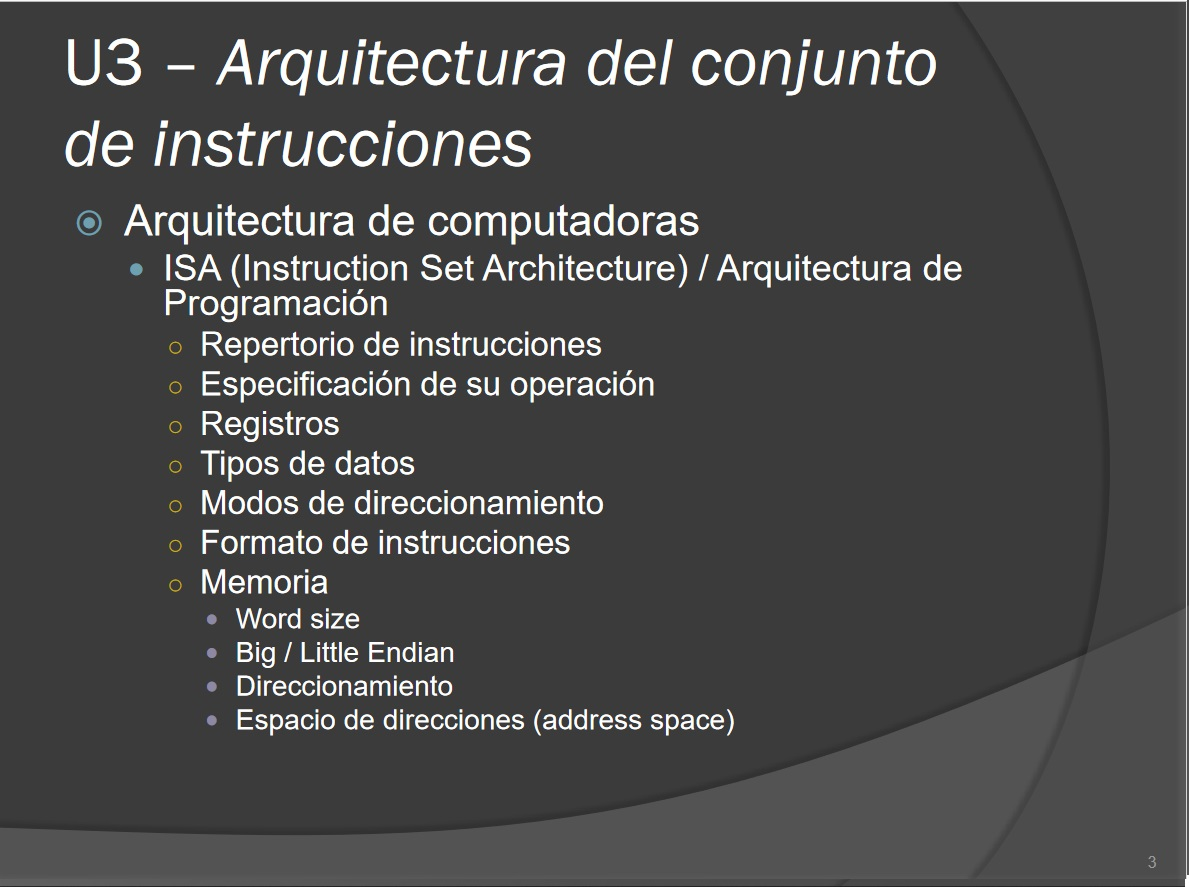 U3 – Arquitectura del conjunto
de instrucciones
Arquitectura de computadoras
ISA (Instruction Set Architecture) / Arquitectura de
Programación
Repertorio de instrucciones
Especificación de su operación
Registros
Tipos de datos
Modos de direccionamiento
Formato de instrucciones
Memoria
Word size
Big / Little Endian
Direccionamiento
Espacio de direcciones (address space)
3